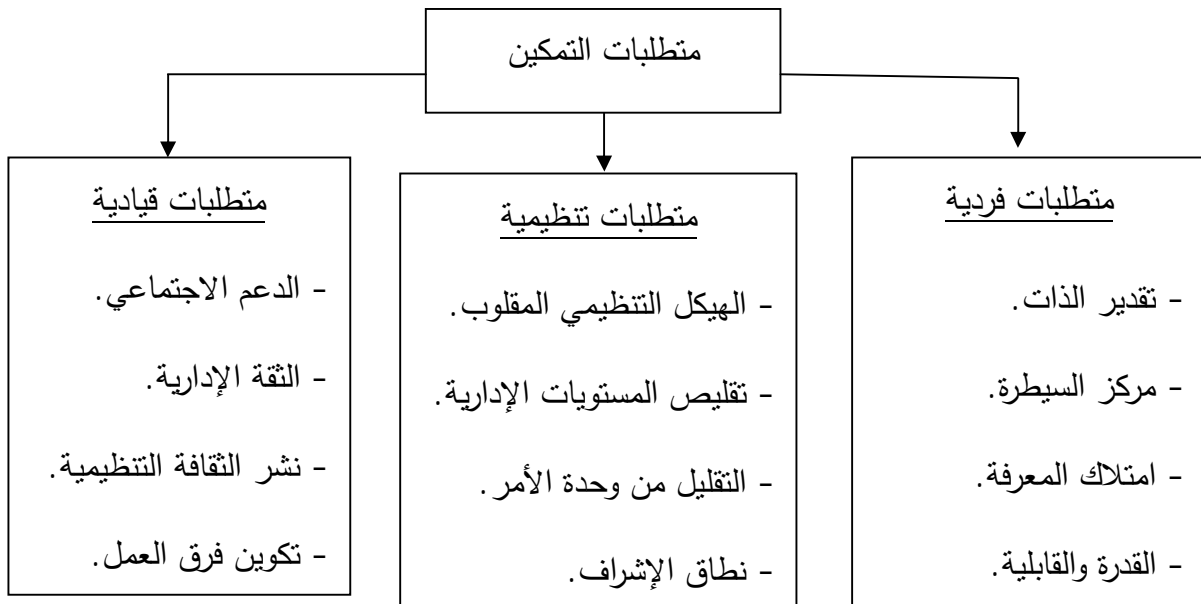 متطلبات التمكين
متطلبات فردية
- تقدير الذات.
- مركز السيطرة.
- امتلاك المعرفة.
- القدرة والقابلية.
متطلبات تنظيمية
- الهيكل التنظيمي المقلوب.
- تقليص المستويات الإدارية.
- التقليل من وحدة الأمر.
- نطاق الإشراف.
متطلبات قيادية
- الدعم الاجتماعي.
- الثقة الإدارية.
- نشر الثقافة التنظيمية.
- تكوين فرق العمل.